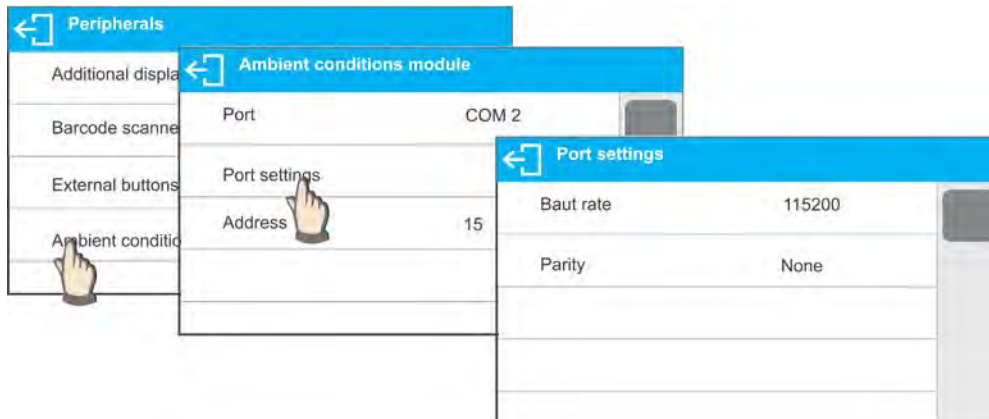 Peripherals
Additional displa
Barcode scanne
External buttons
Ambient conditio
Ambient conditions module
Port COM 2
Port settings
Address 15
Port settings
Baut rate 115200
Parity None